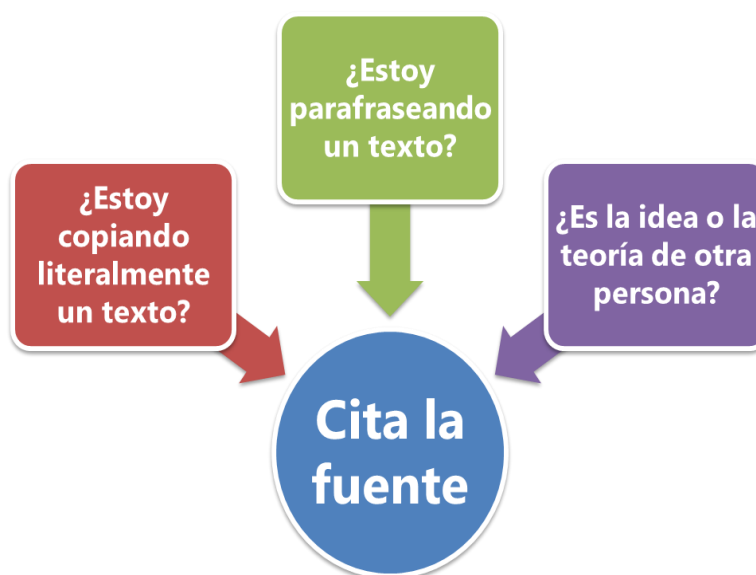 ¿Estoy
parafraseando
un texto?
¿Estoy
copiando
literalmente
un texto?
¿Es la idea o la
teoría de otra
persona?
Cita la
fuente